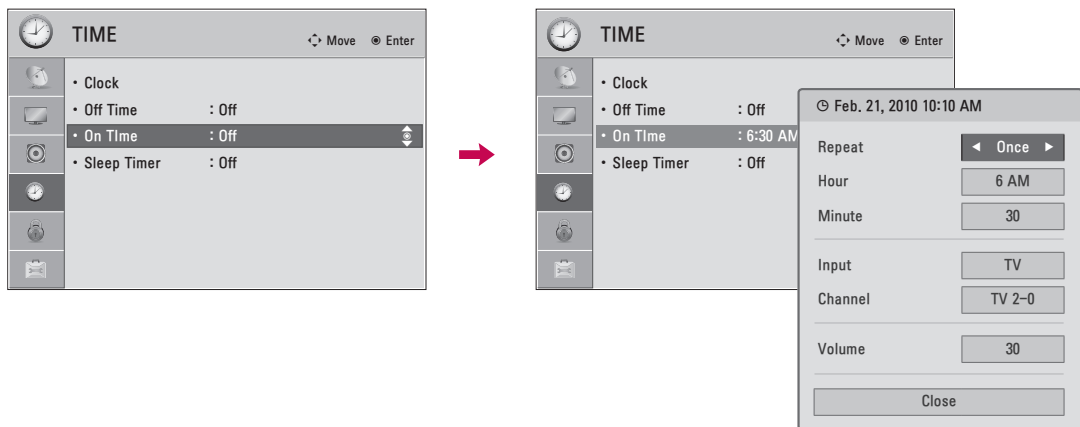 TIME
Move Enter
• Clock
• Off Time : Off
• On TIme : Off
• Sleep Timer : Off
TIME
Move Enter
• Clock
• Off Time : Off
• On TIme : 6:30 AM
• Sleep Timer : Off
Feb. 21, 2010 10:10 AM
Repeat ◀ Once ▶
Hour 6 AM
Minute 30
Input TV
Channel TV 2-0
Volume 30
Close